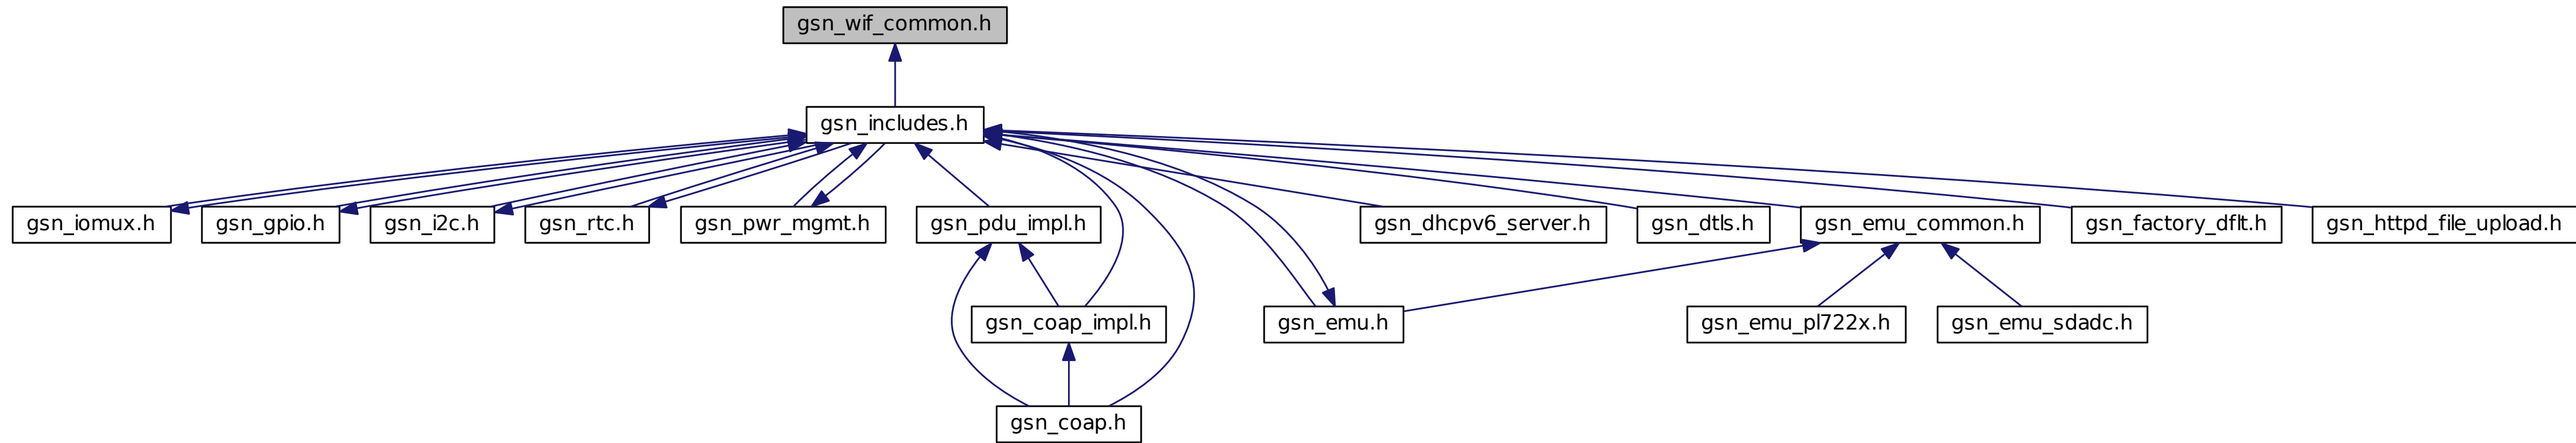 gsn_wif_common.h
gsn_includes.h
gsn_iomux.h
gsn_gpio.h
gsn_i2c.h
gsn_rtc.h
gsn_pwr_mgmt.h
gsn_pdu_impl.h
gsn_dhcpv6_server.h
gsn_dtls.h
gsn_emu_common.h
gsn_factory_dflt.h
gsn_httpd_file_upload.h
gsn_coap_impl.h
gsn_emu.h
gsn_emu_pl722x.h
gsn_emu_sdadc.h
gsn_coap.h